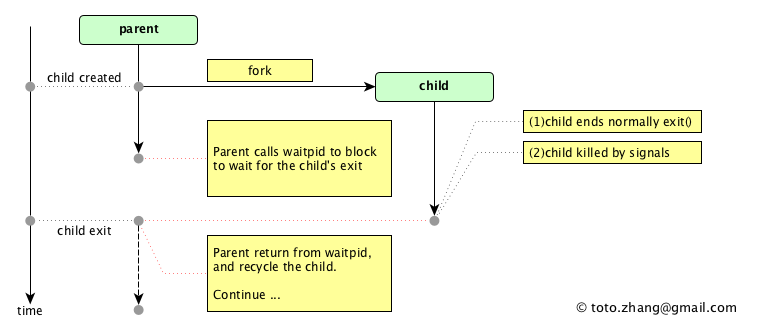 parent
child created
fork
child
(1)child ends normally exit()
(2)child killed by signals
Parent calls waitpid to block
to wait for the child's exit
child exit
Parent return from waitpid,
and recycle the child.
Continue ...
time
© toto.zhang@gmail.com